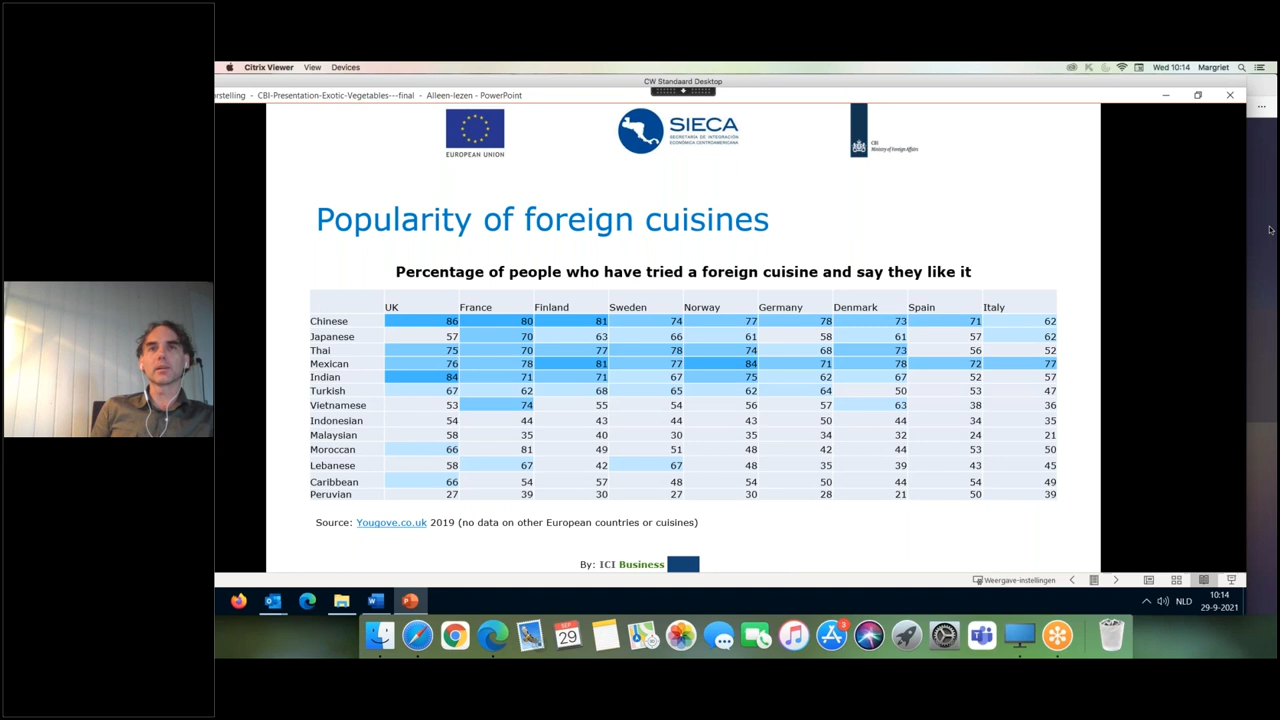 Citrix Viewer View Devices
Wed 10:14 Margriet
CW Standaard Desktop
rstelling - CBI-Presentation-Exotic-Vegetables---final - Alleen-lezen - PowerPoint
EUROPEAN UNION
SIECA
SECRETARÍA DE INTEGRACIÓN
ECONÓMICA CENTROAMERICANA
CBI
Ministry of Foreign Affairs
Popularity of foreign cuisines
Percentage of people who have tried a foreign cuisine and say they like it
UK France Finland Sweden Norway Germany Denmark Spain Italy
Chinese 86 80 81 74 77 78 73 71 62
Japanese 57 70 63 66 61 58 61 57 62
Thai 75 70 77 78 74 68 73 56 52
Mexican 76 78 81 77 84 71 78 72 77
Indian 84 71 71 67 75 62 67 52 57
Turkish 67 62 68 65 62 64 50 53 47
Vietnamese 53 74 55 54 56 57 63 38 36
Indonesian 54 44 43 44 43 50 44 34 35
Malaysian 58 35 40 30 35 34 32 24 21
Moroccan 66 81 49 51 48 42 44 53 50
Lebanese 58 67 42 67 48 35 39 43 45
Caribbean 66 54 57 48 54 50 44 54 49
Peruvian 27 39 30 27 30 28 21 50 39
Source: Yougove.co.uk 2019 (no data on other European countries or cuisines)
By: ICI Business
Weergave-instellingen
NLD
10:14
29-9-2021
SEP
29
3